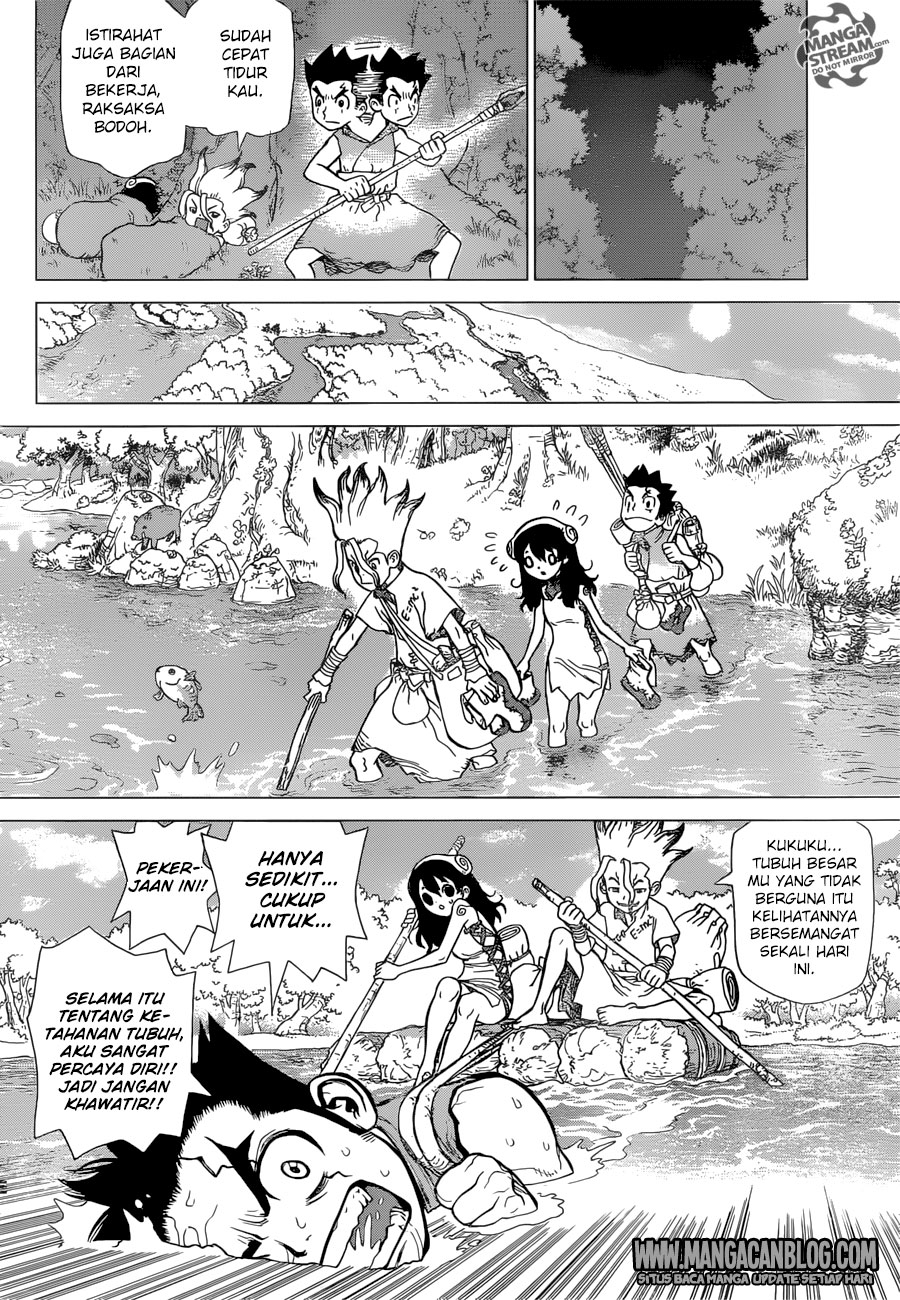 SUDAH
CEPAT
TIDUR
KAU.
ISTIRAHAT
JUGA BAGIAN
DARI
BEKERJA,
RAKSAKSA
BODOH.
MANGA
STREAM.com
DO NOT MIRROR!
E=mc²
KUKUKU...
TUBUH BESAR
MU YANG TIDAK
BERGUNA ITU
KELIHATANNYA
BERSEMANGAT
SEKALI HARI
INI.
E=mc²
HANYA
SEDIKIT...
CUKUP
UNTUK...
PEKER-
JAAN INI!
SELAMA ITU
TENTANG KE-
TAHANAN TUBUH,
AKU SANGAT
PERCAYA DIRI!!
JADI JANGAN
KHAWATIR!!
WWW.MANGACANBLOG.COM
SITUS BACA MANGA UPDATE SETIAP HARI